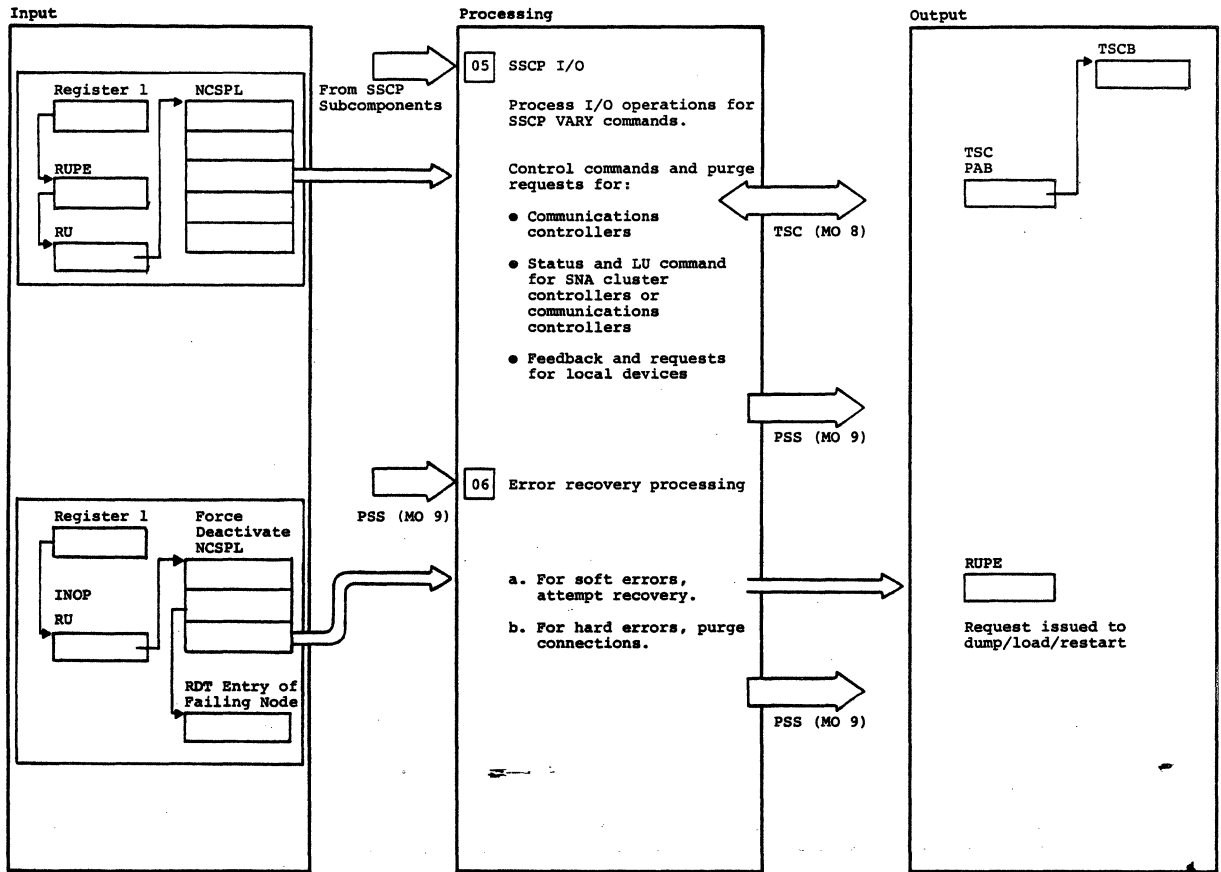 Input
Processing
Output
Register 1
NCSPL
RUPE
RU
From SSCP
Subcomponents
05 SSCP I/O
Process I/O operations for
SSCP VARY commands.
Control commands and purge
requests for:
● Communications
controllers
● Status and LU command
for SNA cluster
controllers or
communications
controllers
● Feedback and requests
for local devices
TSC (MO 8)
PSS (MO 9)
TSCB
TSC
PAB
Register 1
Force
Deactivate
NCSPL
INOP
RU
RDT Entry of
Failing Node
PSS (MO 9)
06 Error recovery processing
a. For soft errors,
attempt recovery.
b. For hard errors, purge
connections.
PSS (MO 9)
RUPE
Request issued to
dump/load/restart